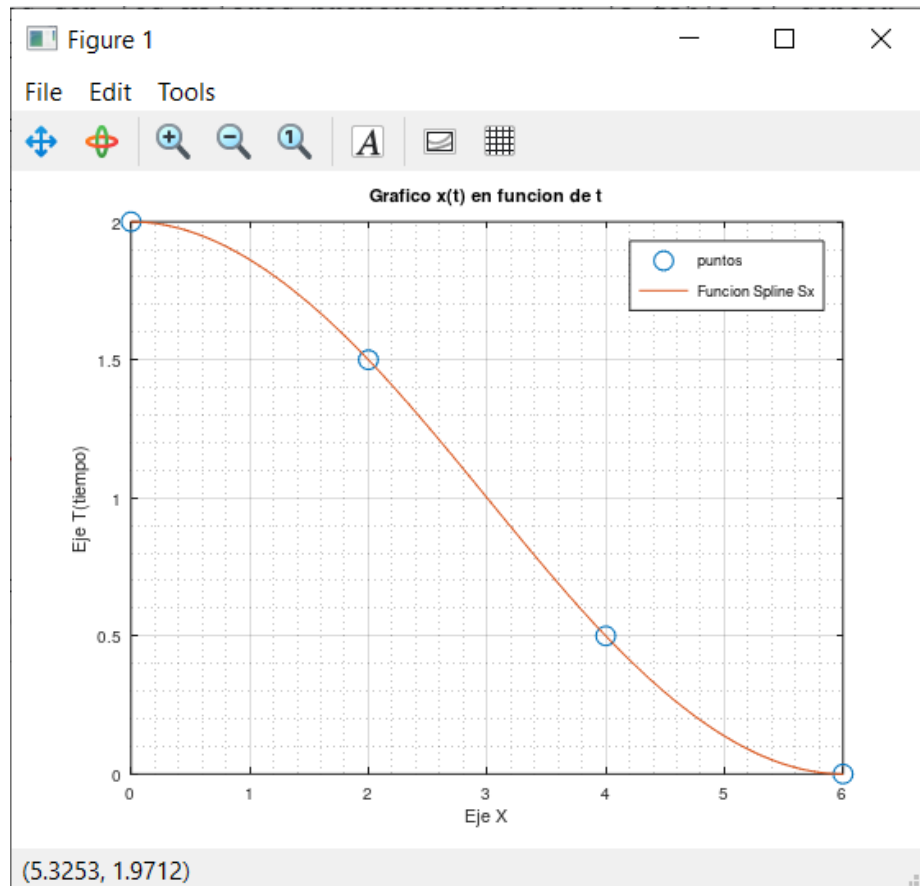 Figure 1
File Edit Tools
Grafico x(t) en funcion de t
puntos
Funcion Spline Sx
2
1.5
1
0.5
0
Eje T(tiempo)
0 1 2 3 4 5 6
Eje X
(5.3253, 1.9712)